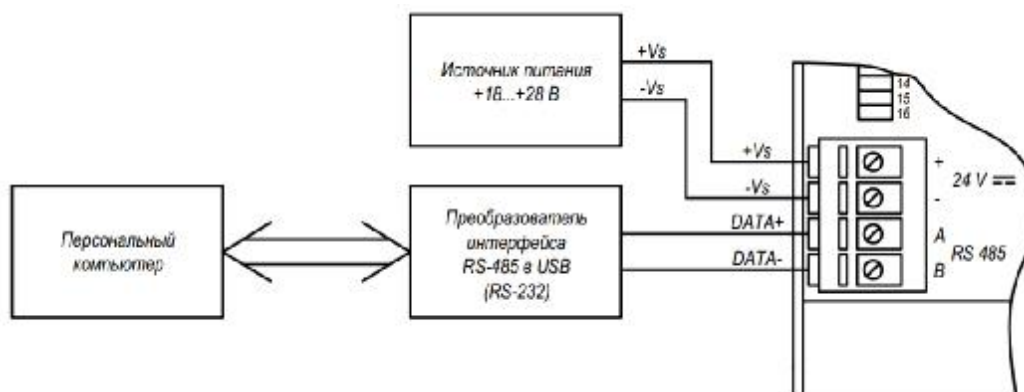 Источник питания
+18...+28 В
+Vs
-Vs
14
15
16
+Vs
-Vs
DATA+
DATA-
+
24 V
-
A
RS 485
B
Персональный
компьютер
Преобразователь
интерфейса
RS-485 в USB
(RS-232)